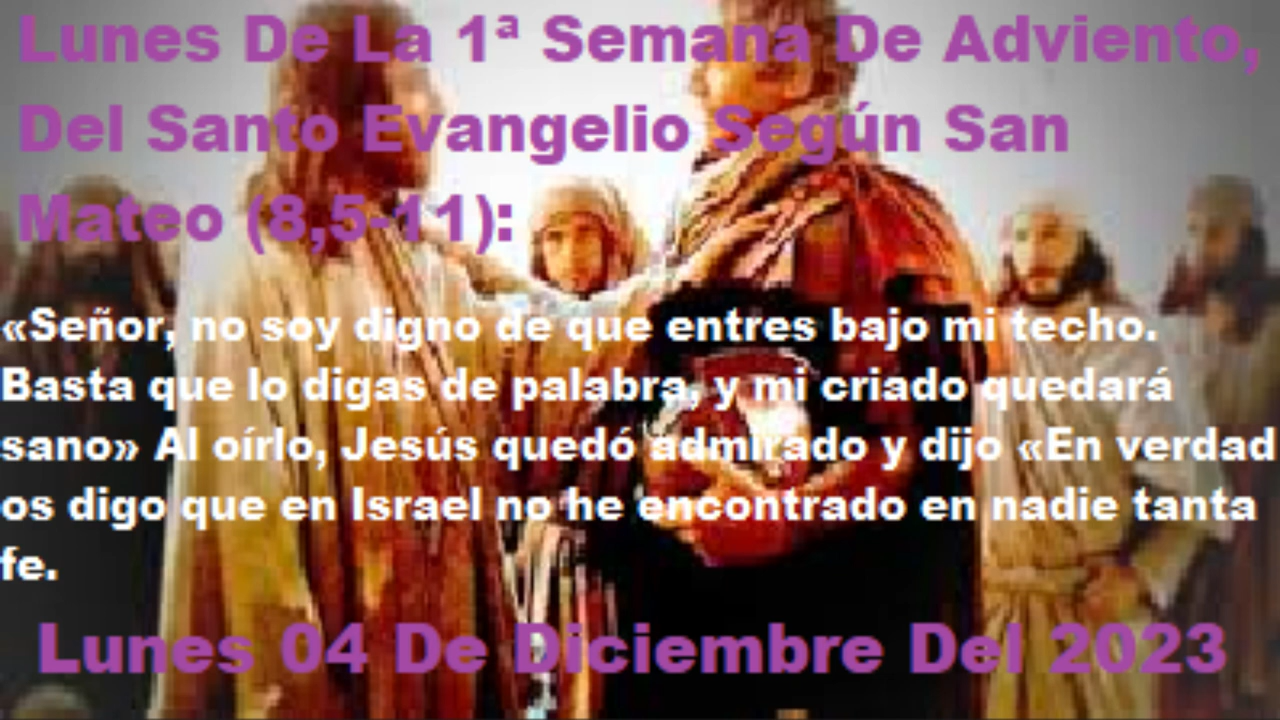 Lunes De La 1ª Semana De Adviento,
Del Santo Evangelio Según San
Mateo (8,5-11):
«Señor, no soy digno de que entres bajo mi techo.
Basta que lo digas de palabra, y mi criado quedará
sano» Al oírlo, Jesús quedó admirado y dijo «En verdad
os digo que en Israel no he encontrado en nadie tanta
fe.
Lunes 04 De Diciembre Del 2023